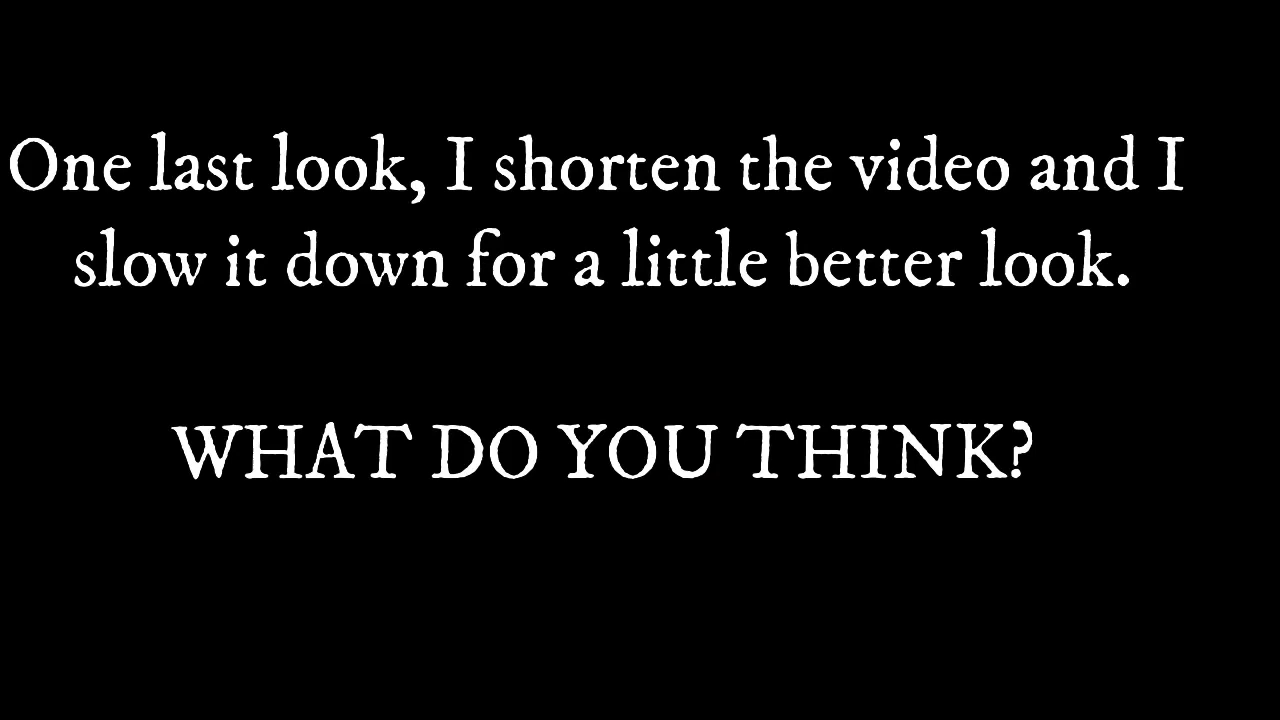 One last look, I shorten the video and I
slow it down for a little better look.
WHAT DO YOU THINK?